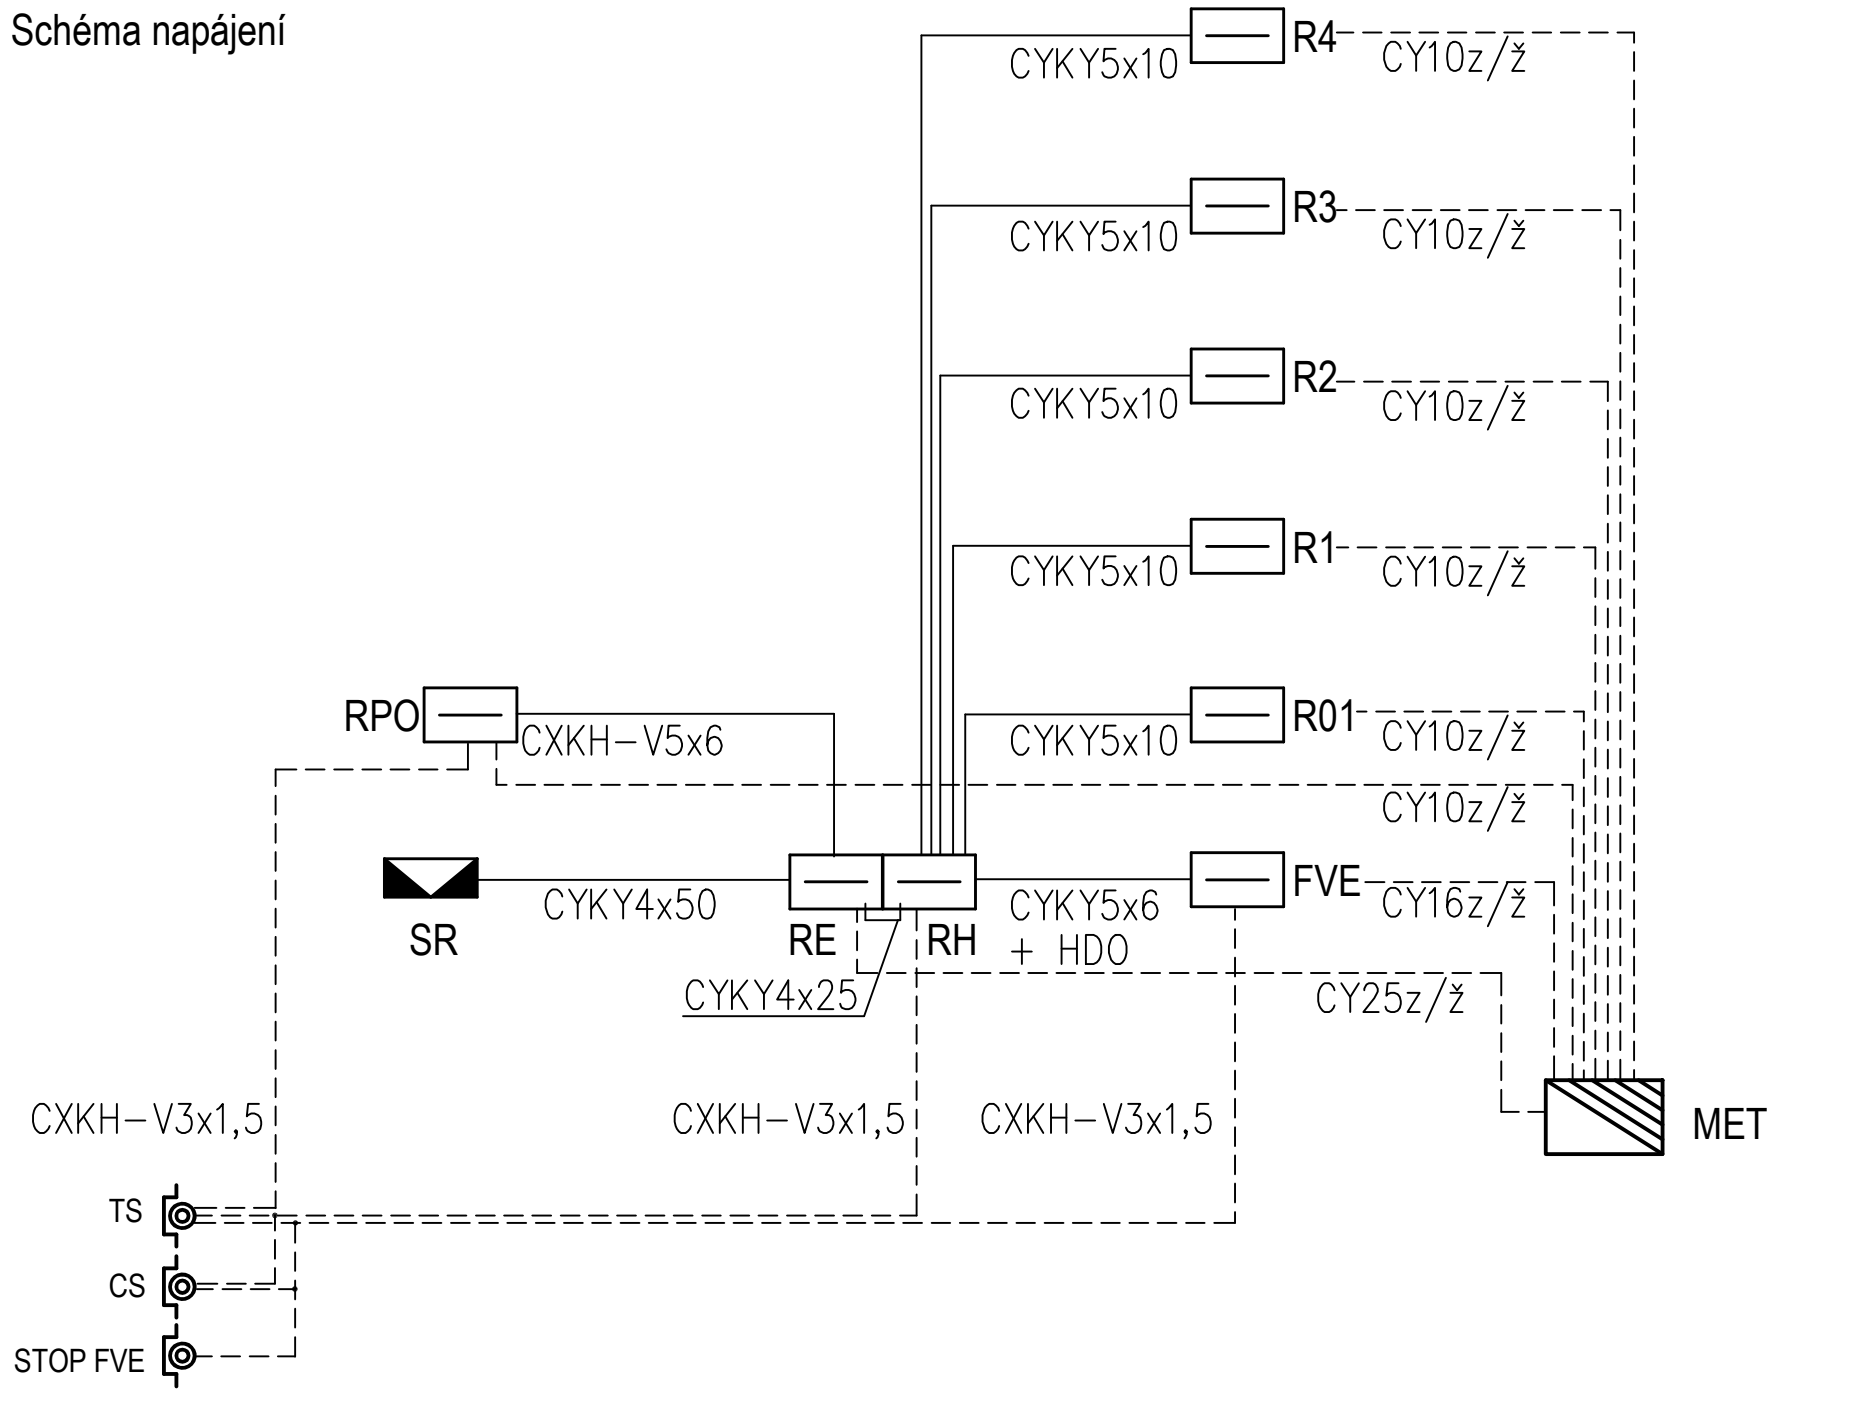 Schéma napájení
R4
CYKY5x10
CY10z/ž
R3
CYKY5x10
CY10z/ž
R2
CYKY5x10
CY10z/ž
R1
CYKY5x10
CY10z/ž
RPO
CXKH-V5x6
R01
CYKY5x10
CY10z/ž
CY10z/ž
SR
CYKY4x50
RE
RH
CYKY5x6
+ HDO
FVE
CY16z/ž
CYKY4x25
CY25z/ž
CXKH-V3x1,5
CXKH-V3x1,5
CXKH-V3x1,5
MET
TS
CS
STOP FVE